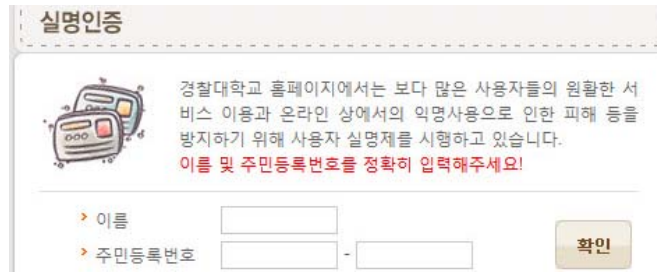 실명인증
경찰대학교 홈페이지에서는 보다 많은 사용자들의 원활한 서
비스 이용과 온라인 상에서의 익명사용으로 인한 피해 등을
방지하기 위해 사용자 실명제를 시행하고 있습니다.
이름 및 주민등록번호를 정확히 입력해주세요!
이름
주민등록번호 -
확인